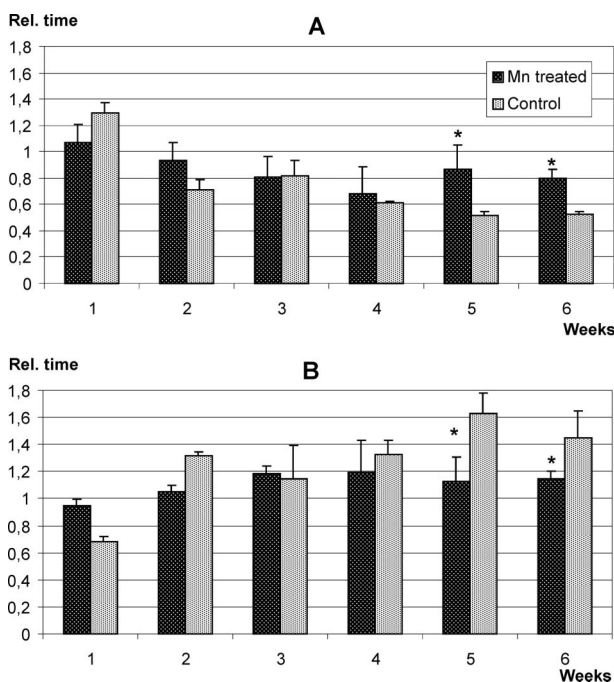 Rel. time
A
1,8
1,6
1,4
1,2
1
0,8
0,6
0,4
0,2
0
Mn treated
Control
*
*
1 2 3 4 5 6
Weeks
Rel. time
B
1,8
1,6
1,4
1,2
1
0,8
0,6
0,4
0,2
0
*
*
1 2 3 4 5 6
Weeks